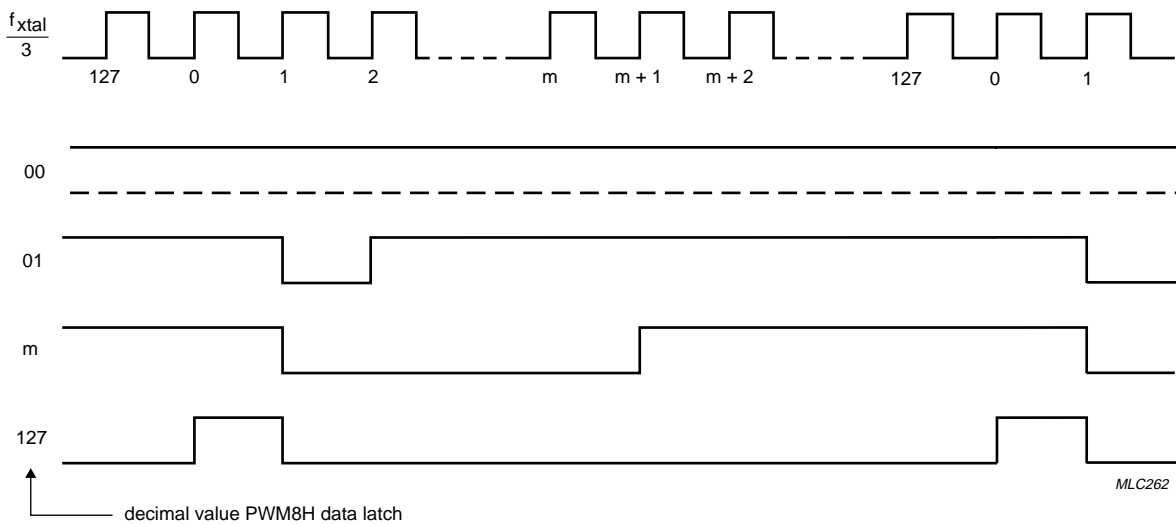 fxtal
3
127 0 1 2 m m + 1 m + 2 127 0 1
00
01
m
127
MLC262
decimal value PWM8H data latch